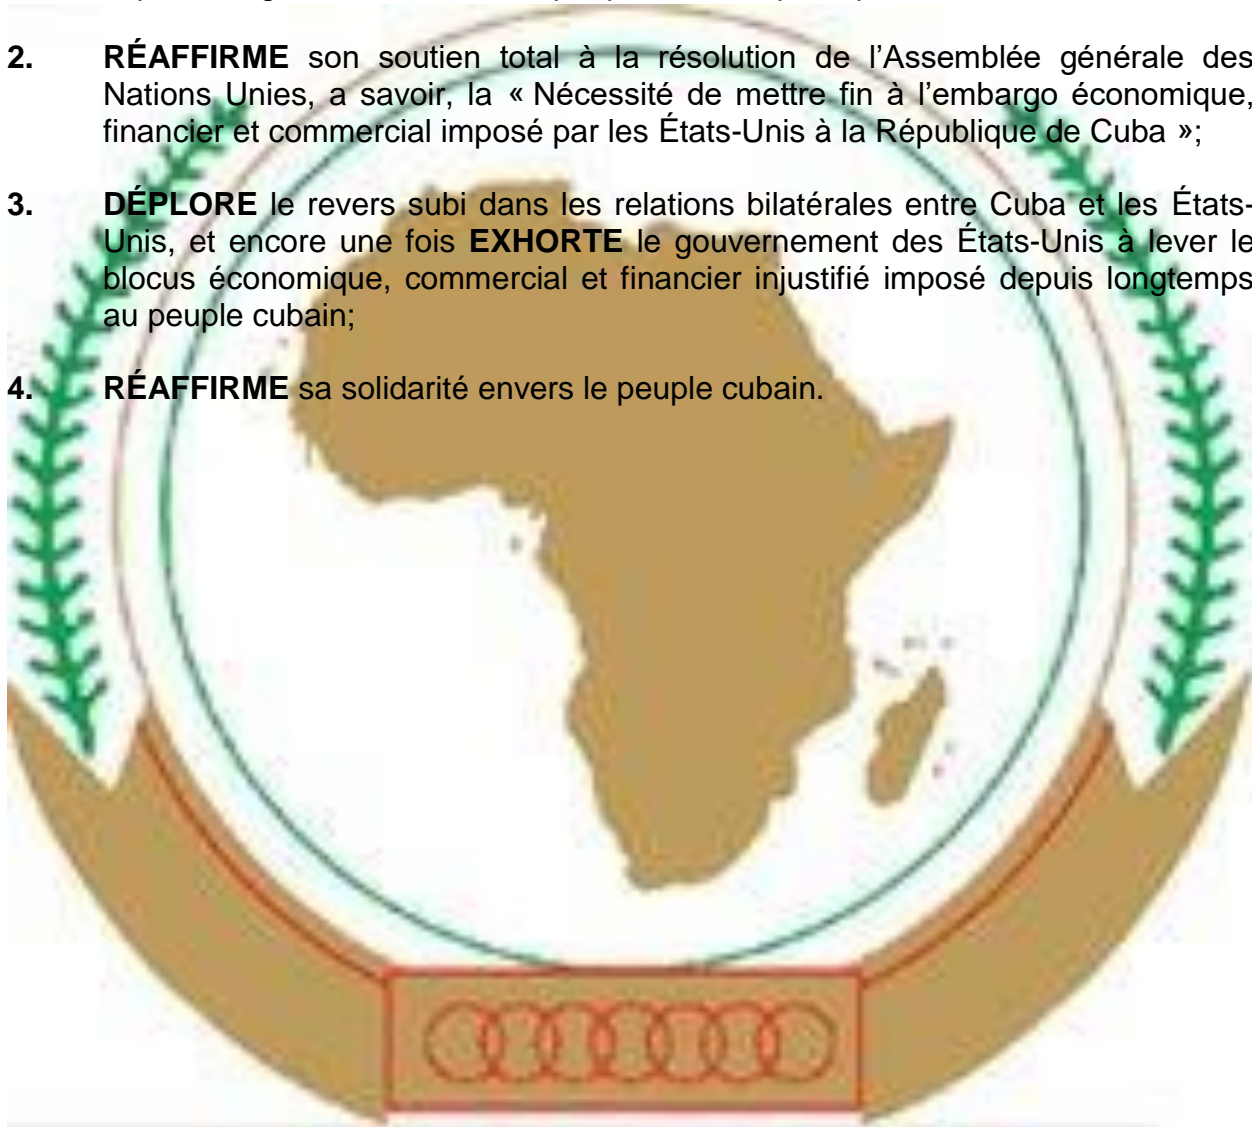 2. RÉAFFIRME son soutien total à la résolution de l’Assemblée générale des
Nations Unies, a savoir, la « Nécessité de mettre fin à l’embargo économique,
financier et commercial imposé par les États-Unis à la République de Cuba »;
3. DÉPLORE le revers subi dans les relations bilatérales entre Cuba et les États-
Unis, et encore une fois EXHORTE le gouvernement des États-Unis à lever le
blocus économique, commercial et financier injustifié imposé depuis longtemps
au peuple cubain;
4. RÉAFFIRME sa solidarité envers le peuple cubain.